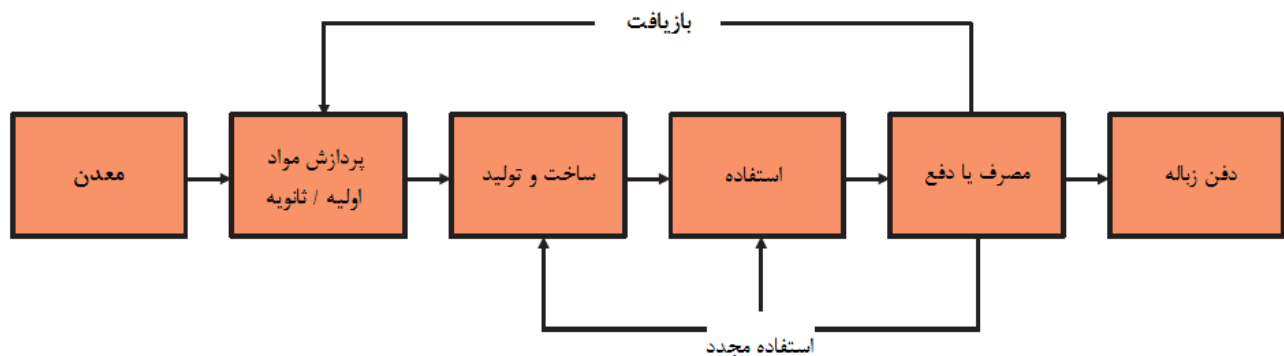 بازیافت
معدن
پردازش مواد
اولیه / ثانویه
ساخت و تولید
استفاده
مصرف یا دفع
دفن زباله
استفاده مجدد